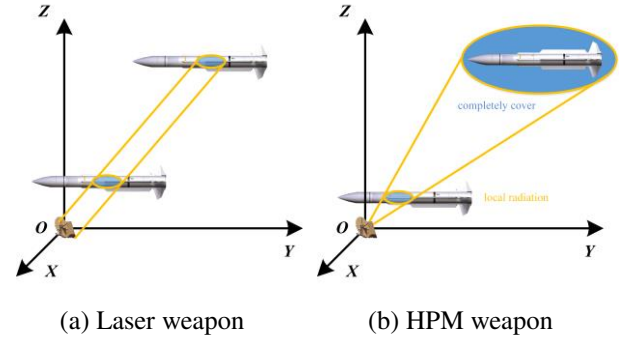 Z
O
X
Y
(a) Laser weapon
Z
completely cover
local radiation
O
X
Y
(b) HPM weapon